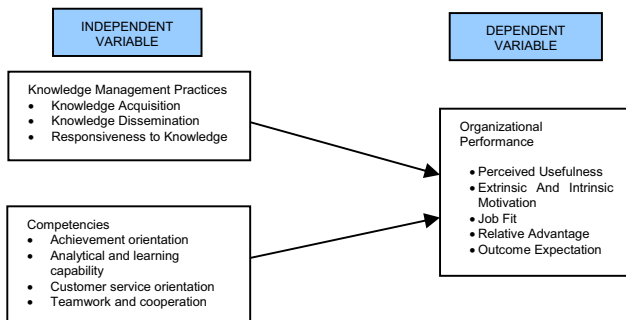 INDEPENDENT
VARIABLE
DEPENDENT
VARIABLE
Knowledge Management Practices
• Knowledge Acquisition
• Knowledge Dissemination
• Responsiveness to Knowledge
Organizational
Performance
• Perceived Usefulness
• Extrinsic And Intrinsic
Motivation
• Job Fit
• Relative Advantage
• Outcome Expectation
Competencies
• Achievement orientation
• Analytical and learning
capability
• Customer service orientation
• Teamwork and cooperation